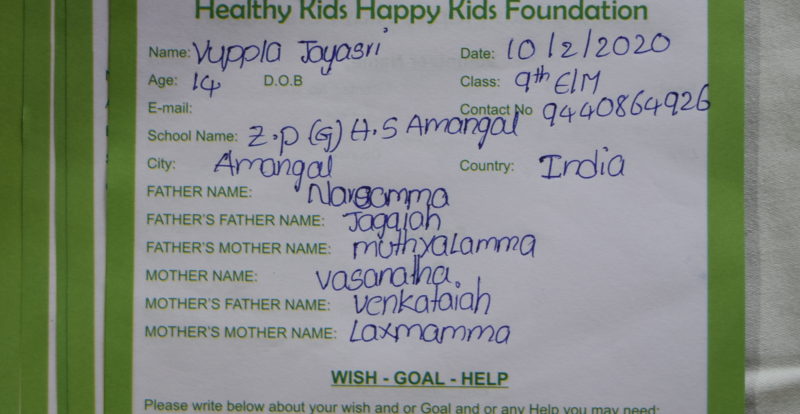 Healthy Kids Happy Kids Foundation
Name: Vuppla Jayasri Date: 10/2/2020
Age: 14 D.O.B Class: 9th E/M
E-mail: Contact No 9440864926
School Name: Z.P (G) H.S Amangal
City: Amangal Country: India
FATHER NAME: Narsamma
FATHER'S FATHER NAME: Jagaiah
FATHER'S MOTHER NAME: muthyalamma
MOTHER NAME: vasanatha.
MOTHER'S FATHER NAME: venkataiah
MOTHER'S MOTHER NAME: Laxmamma
WISH - GOAL - HELP
Please write below about your wish and or Goal and or any Help you may need: